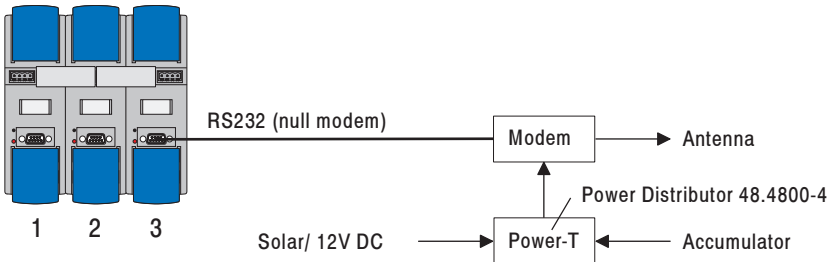 RS232 (null modem)
Modem
Antenna
Power Distributor 48.4800-4
1 2 3
Solar/ 12V DC
Power-T
Accumulator